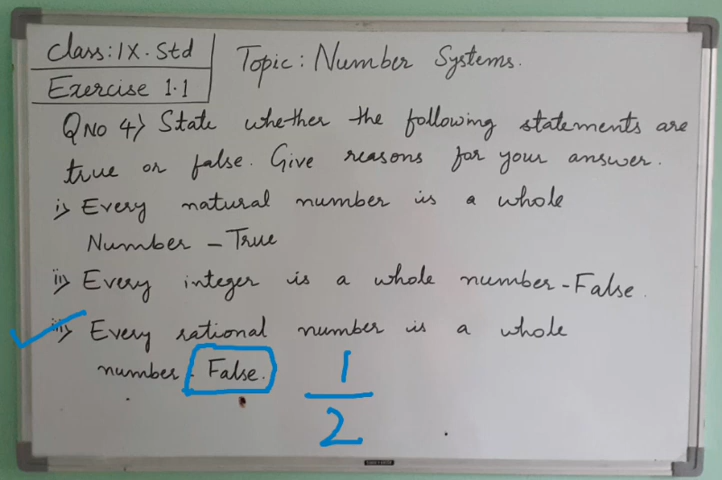 Class: IX. Std
Exercise 1.1
Topic: Number Systems.
Q No 4) State whether the following statements are
true or false. Give reasons for your answer.
i) Every natural number is a whole
Number - True
ii) Every integer is a whole number - False.
iii) Every rational number is a whole
number - False.
1
2